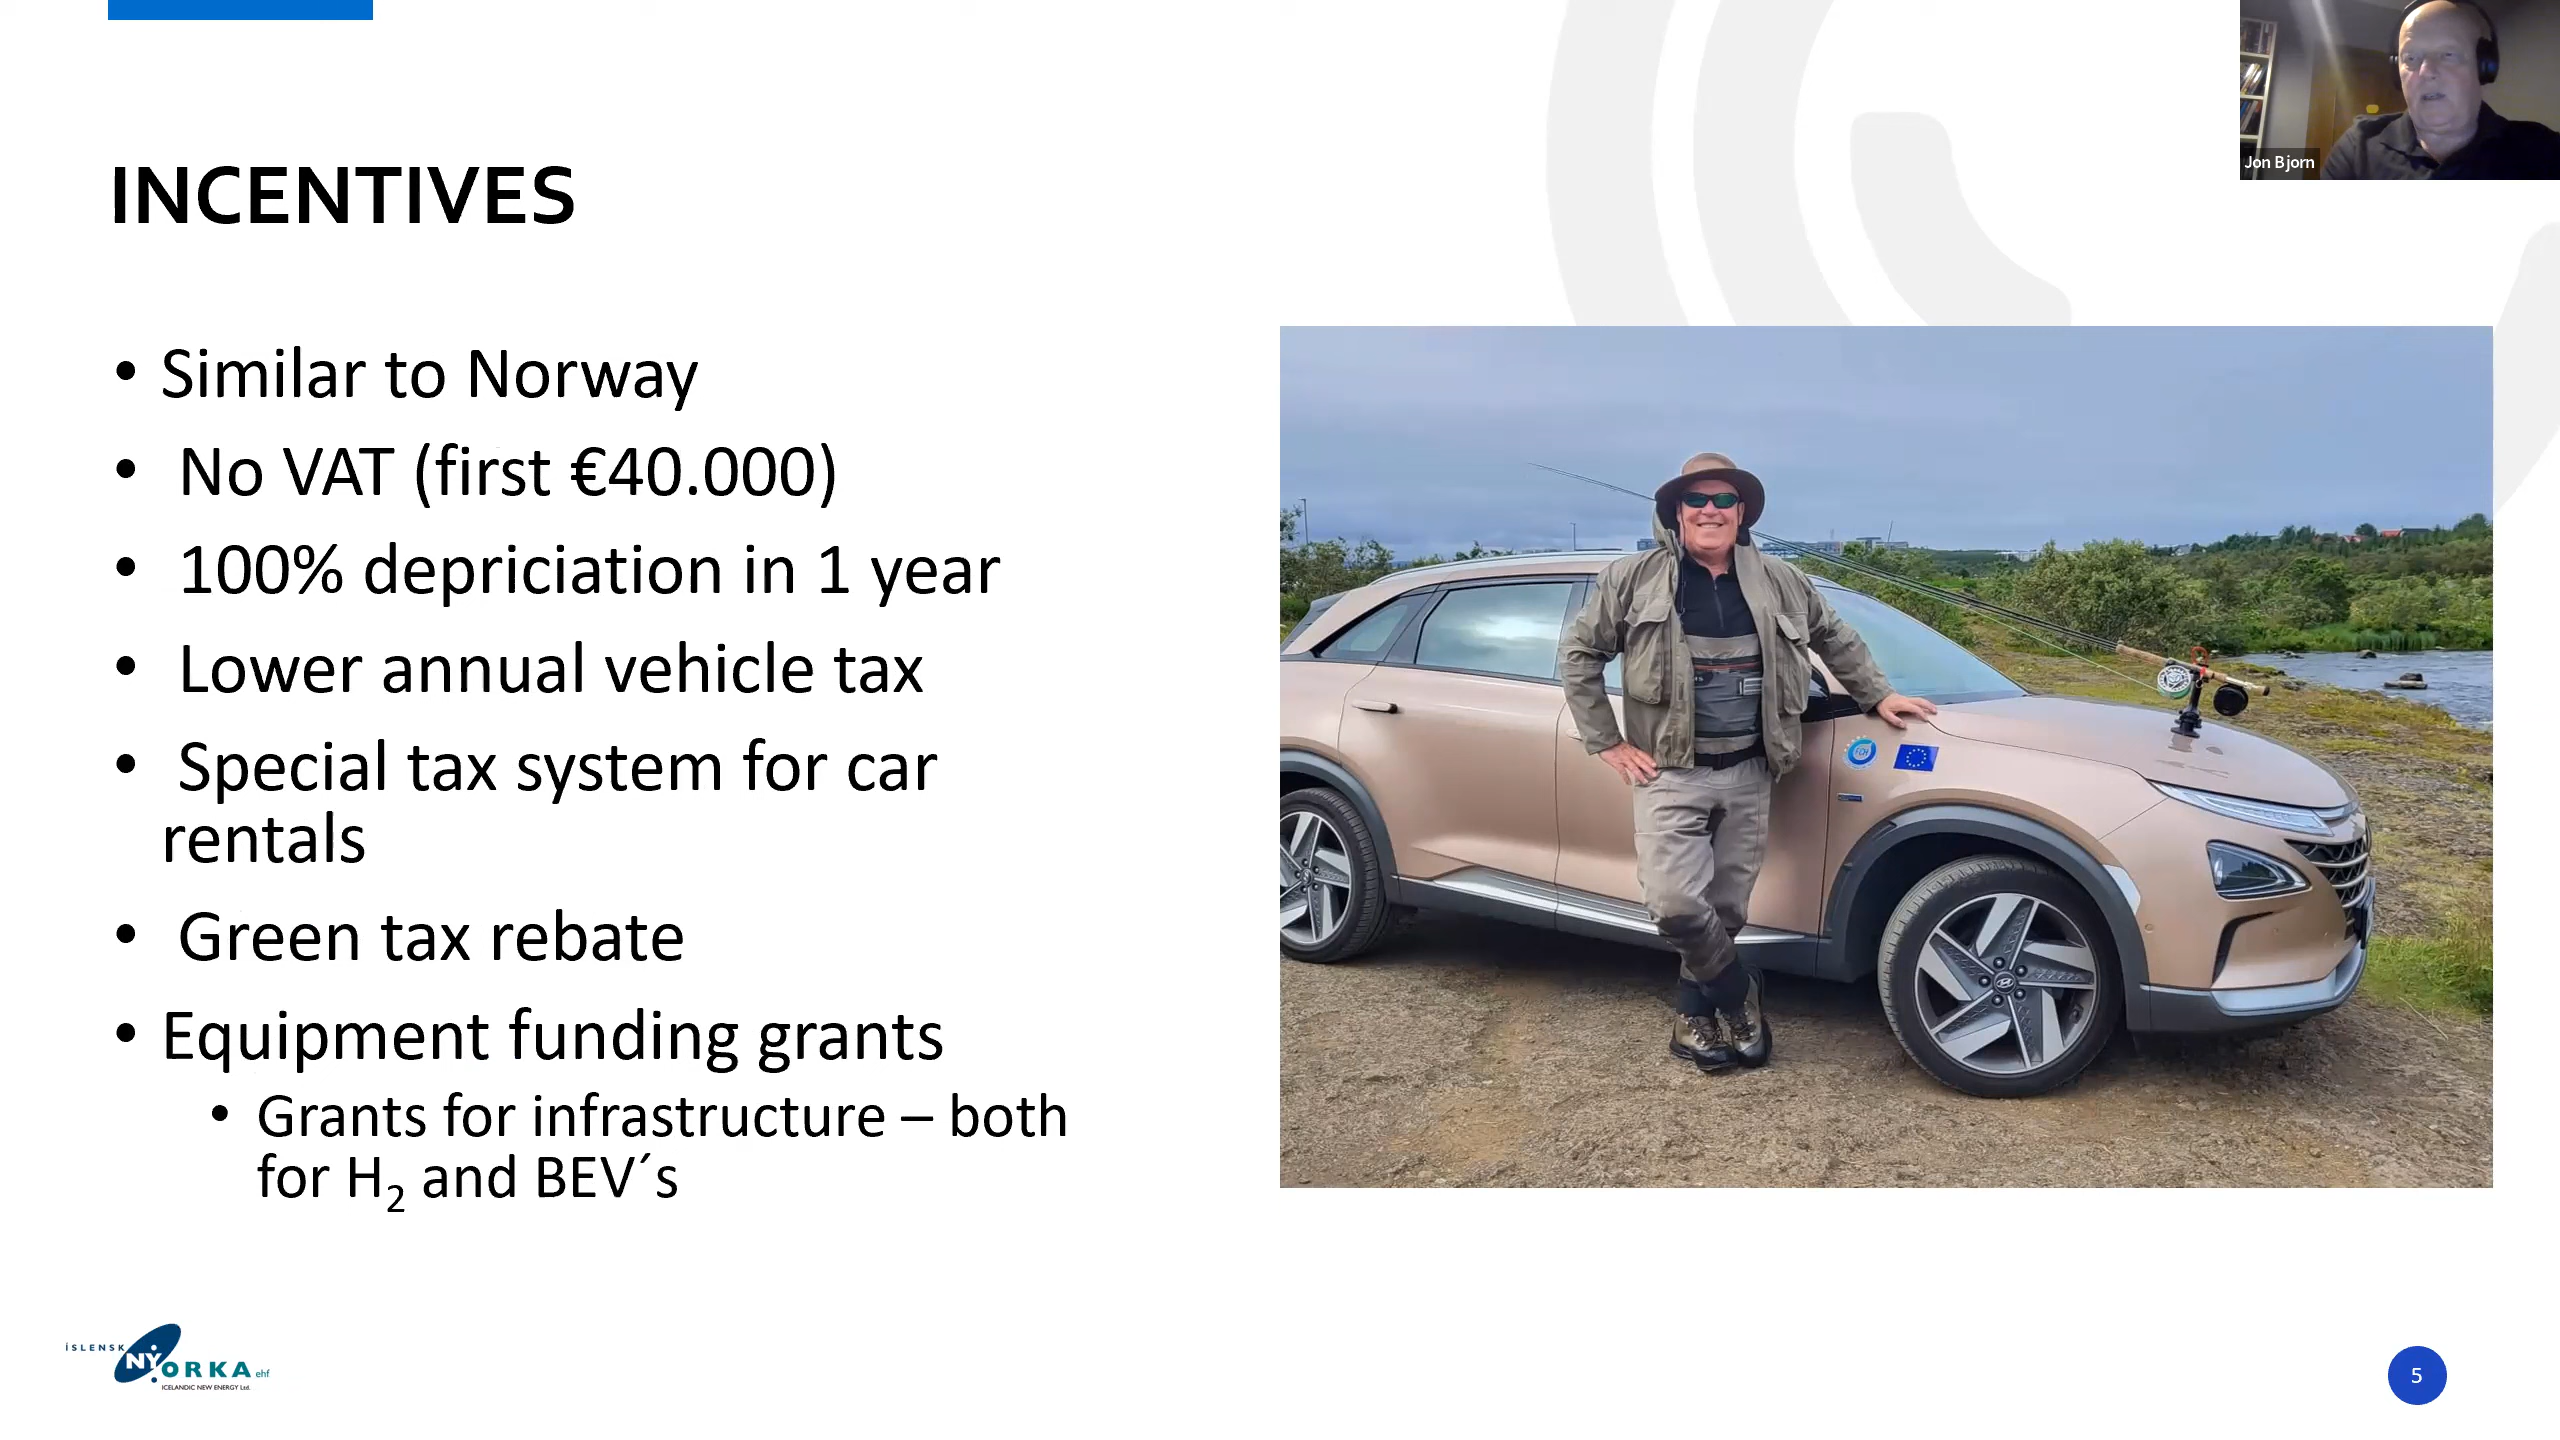 Jon Bjorn
INCENTIVES
• Similar to Norway
• No VAT (first €40.000)
• 100% depriciation in 1 year
• Lower annual vehicle tax
• Special tax system for car
rentals
• Green tax rebate
• Equipment funding grants
• Grants for infrastructure – both
for H₂ and BEV´s
ÍSLENSK
NÝORKA ehf
ICELANDIC NEW ENERGY Ltd.
5